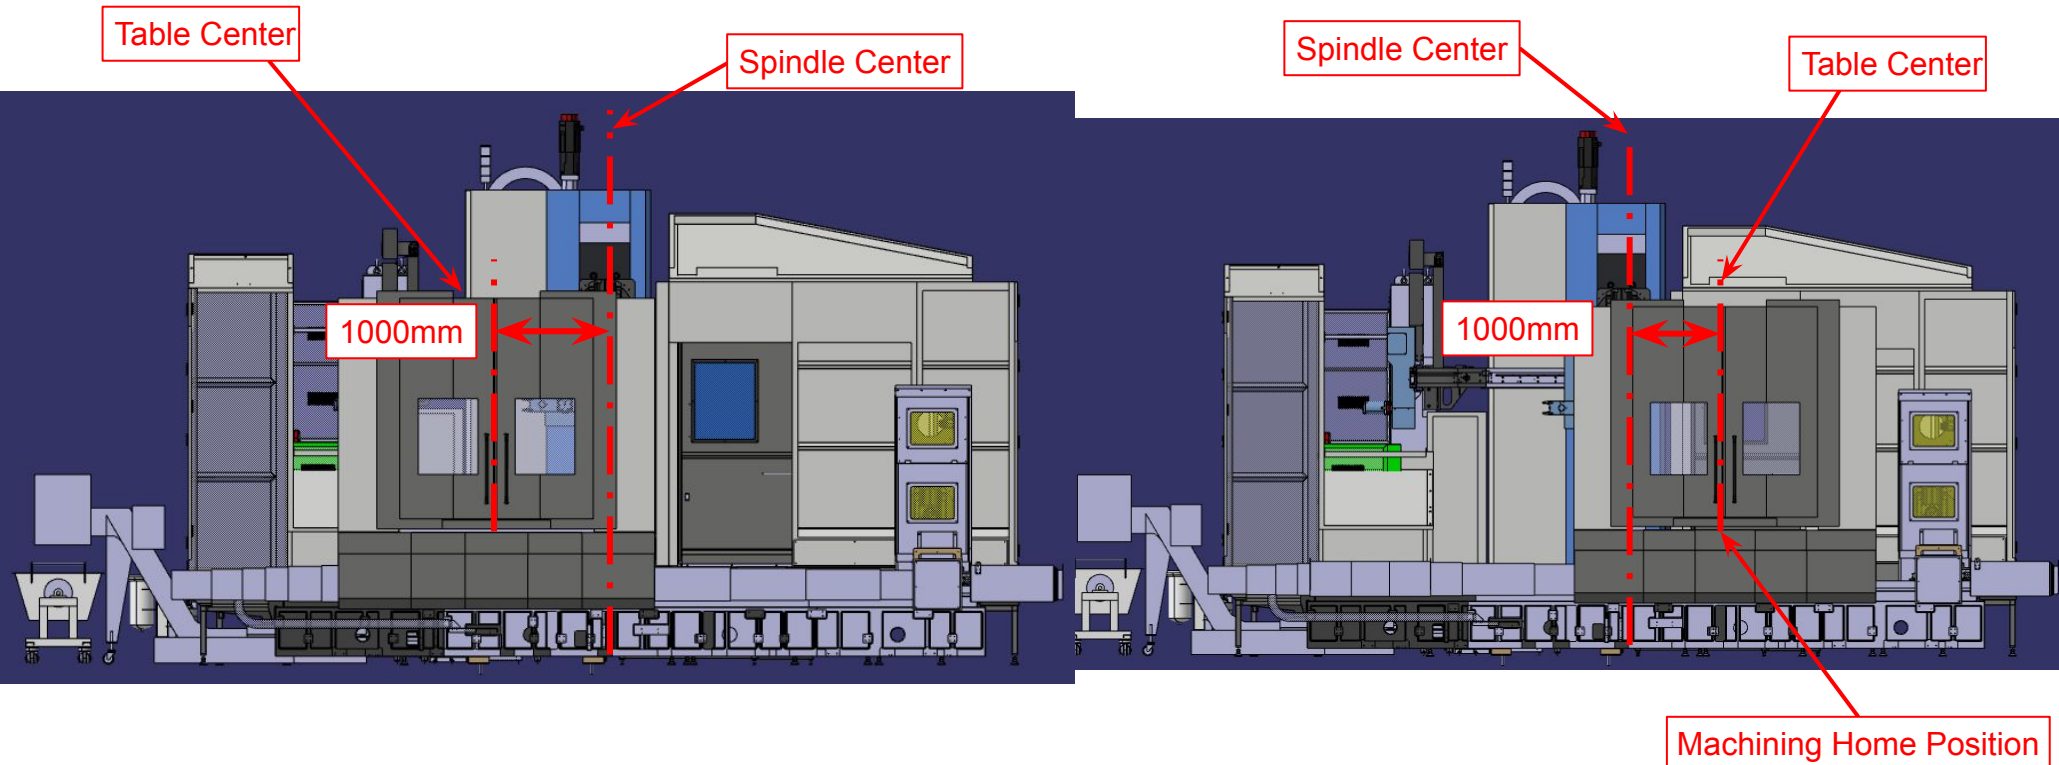 Table Center
Spindle Center
1000mm
Spindle Center
Table Center
1000mm
Machining Home Position